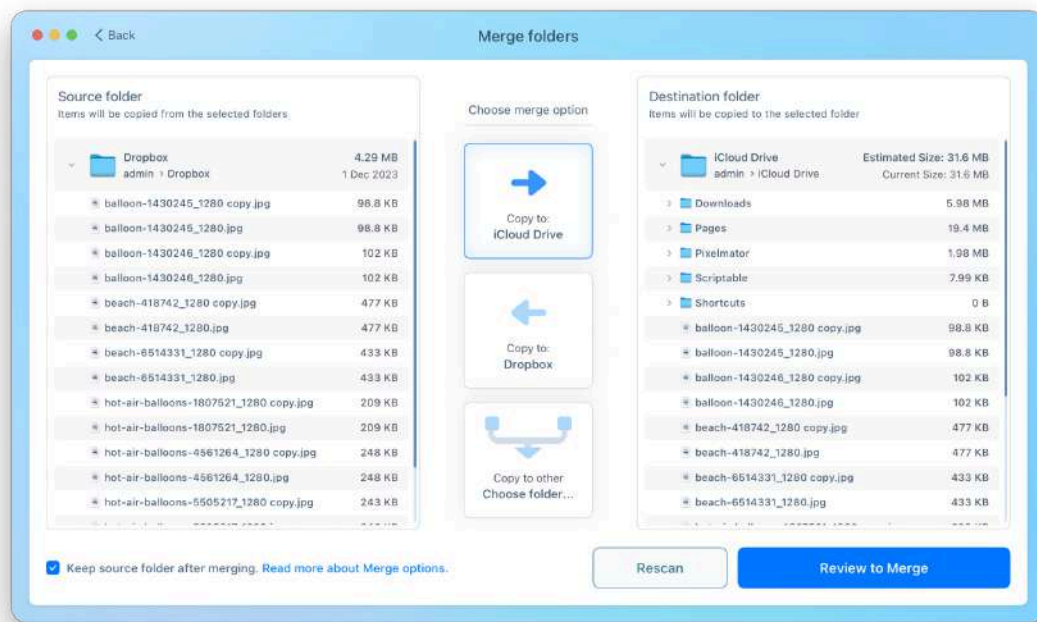 Back
Merge folders
Source folder
Items will be copied from the selected folders
Dropbox 4.29 MB
admin › Dropbox 1 Dec 2023
balloon-1430245_1280 copy.jpg 98.8 KB
balloon-1430245_1280.jpg 98.8 KB
balloon-1430246_1280 copy.jpg 102 KB
balloon-1430246_1280.jpg 102 KB
beach-418742_1280 copy.jpg 477 KB
beach-418742_1280.jpg 477 KB
beach-6514331_1280 copy.jpg 433 KB
beach-6514331_1280.jpg 433 KB
hot-air-balloons-1807521_1280 copy.jpg 209 KB
hot-air-balloons-1807521_1280.jpg 209 KB
hot-air-balloons-4561264_1280 copy.jpg 248 KB
hot-air-balloons-4561264_1280.jpg 248 KB
hot-air-balloons-5505217_1280 copy.jpg 243 KB
Choose merge option
Copy to:
iCloud Drive
Copy to:
Dropbox
Copy to other
Choose folder...
Destination folder
Items will be copied to the selected folder
iCloud Drive Estimated Size: 31.6 MB
admin › iCloud Drive Current Size: 31.6 MB
Downloads 5.98 MB
Pages 19.4 MB
Pixelmator 1.98 MB
Scriptable 7.99 KB
Shortcuts 0 B
balloon-1430245_1280 copy.jpg 98.8 KB
balloon-1430245_1280.jpg 98.8 KB
balloon-1430246_1280 copy.jpg 102 KB
balloon-1430246_1280.jpg 102 KB
beach-418742_1280 copy.jpg 477 KB
beach-418742_1280.jpg 477 KB
beach-6514331_1280 copy.jpg 433 KB
beach-6514331_1280.jpg 433 KB
Keep source folder after merging. Read more about Merge options.
Rescan
Review to Merge